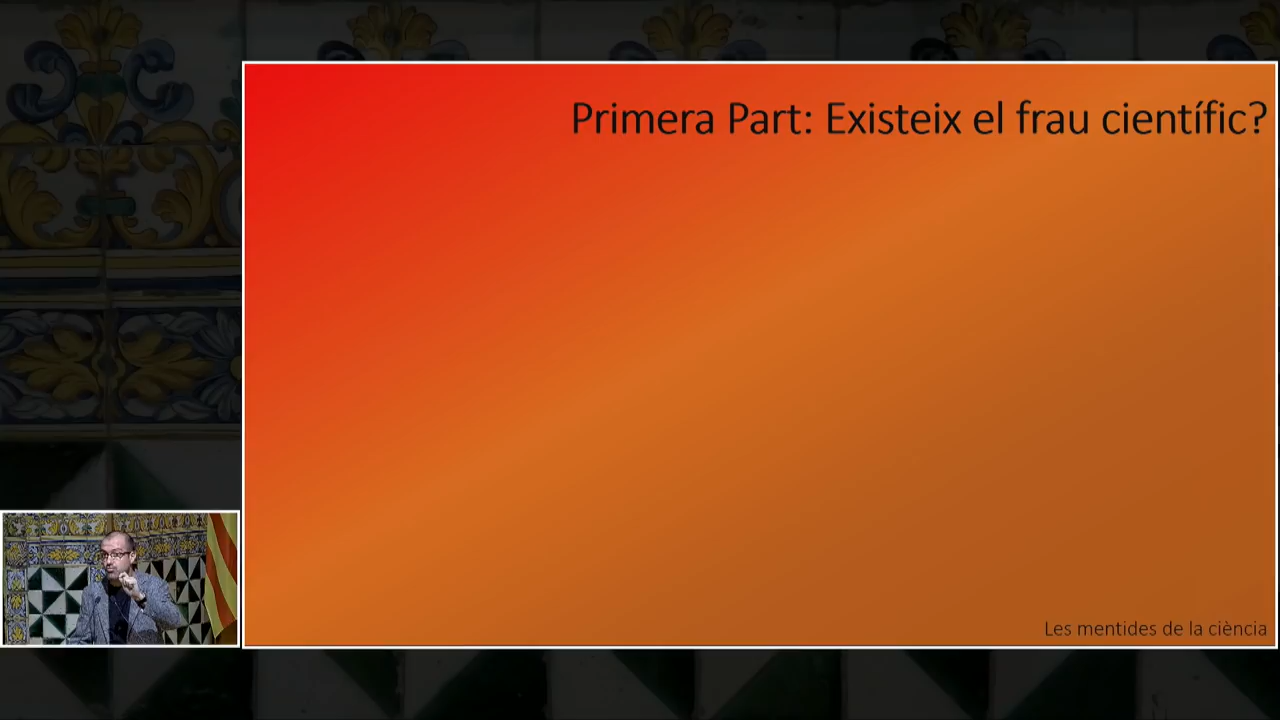 Primera Part: Existeix el frau científic?
Les mentides de la ciència